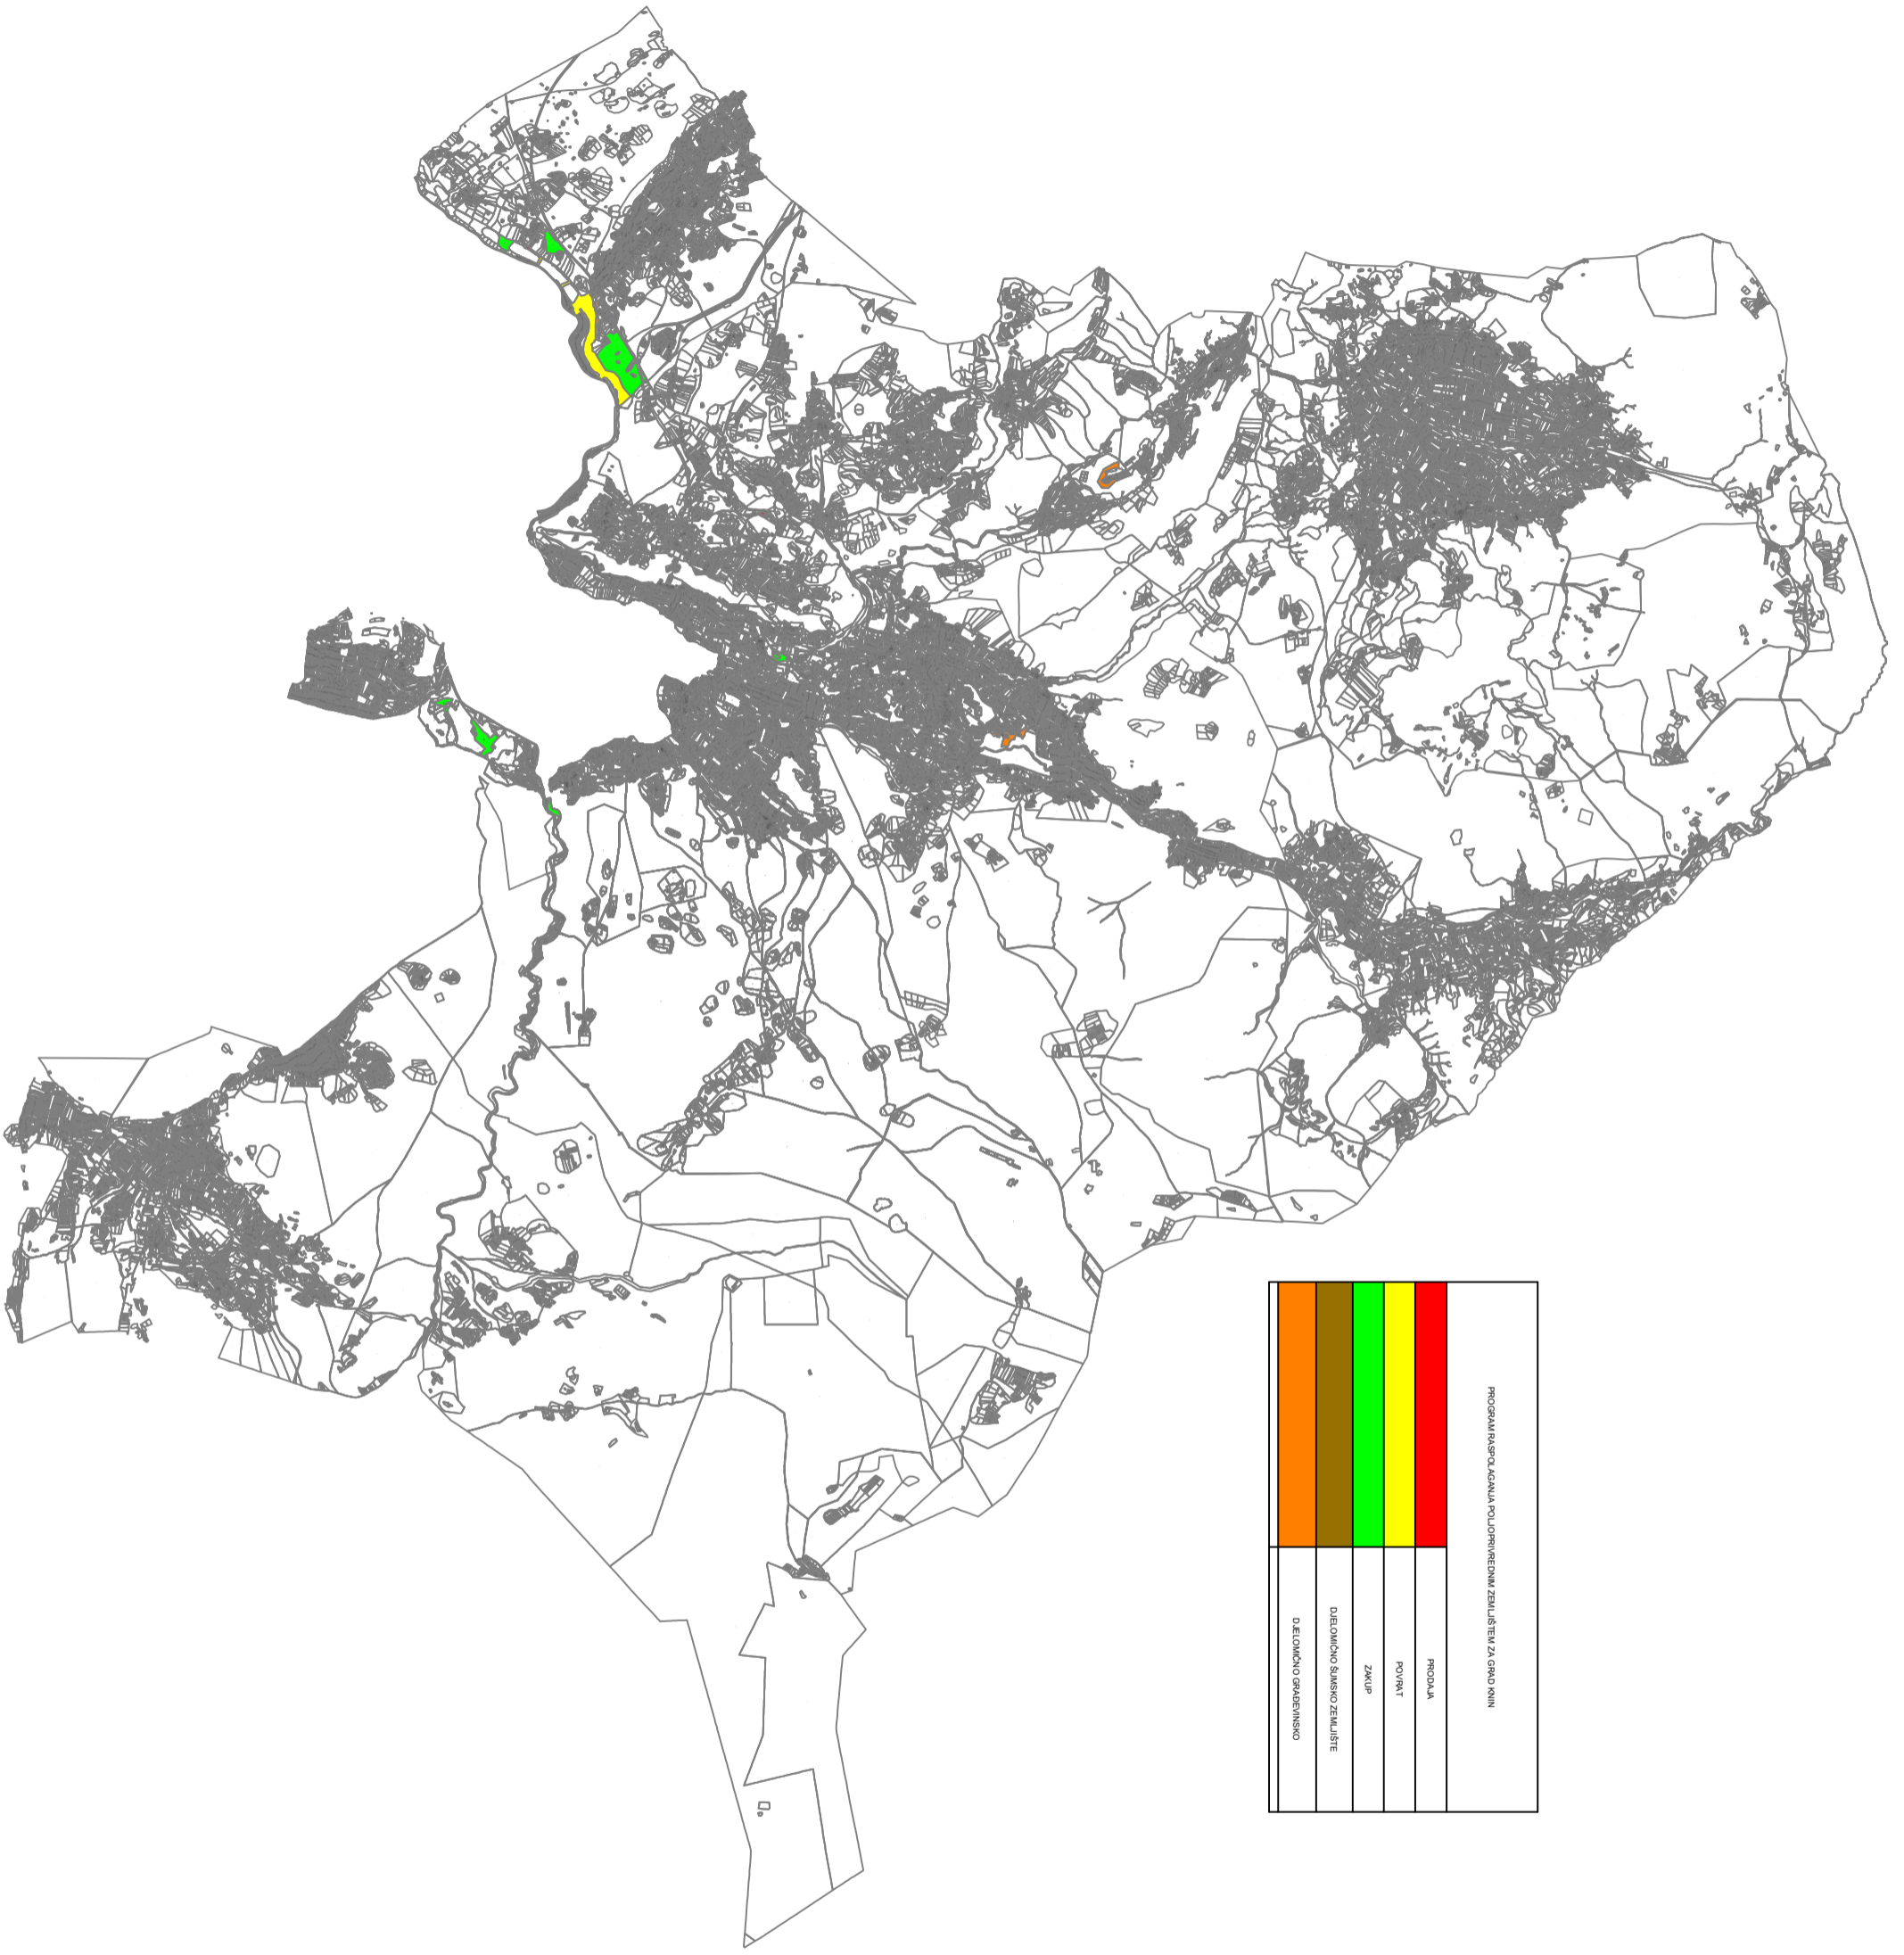 PROGRAM RASPOLAGANJA POLJOPRIVREDNIM ZEMLJIŠTEM ZA GRAD KNIN
PRODAJA
POVRAT
ZAKUP
DJELOMIČNO ŠUMSKO ZEMLJIŠTE
DJELOMIČNO GRAĐEVINSKO